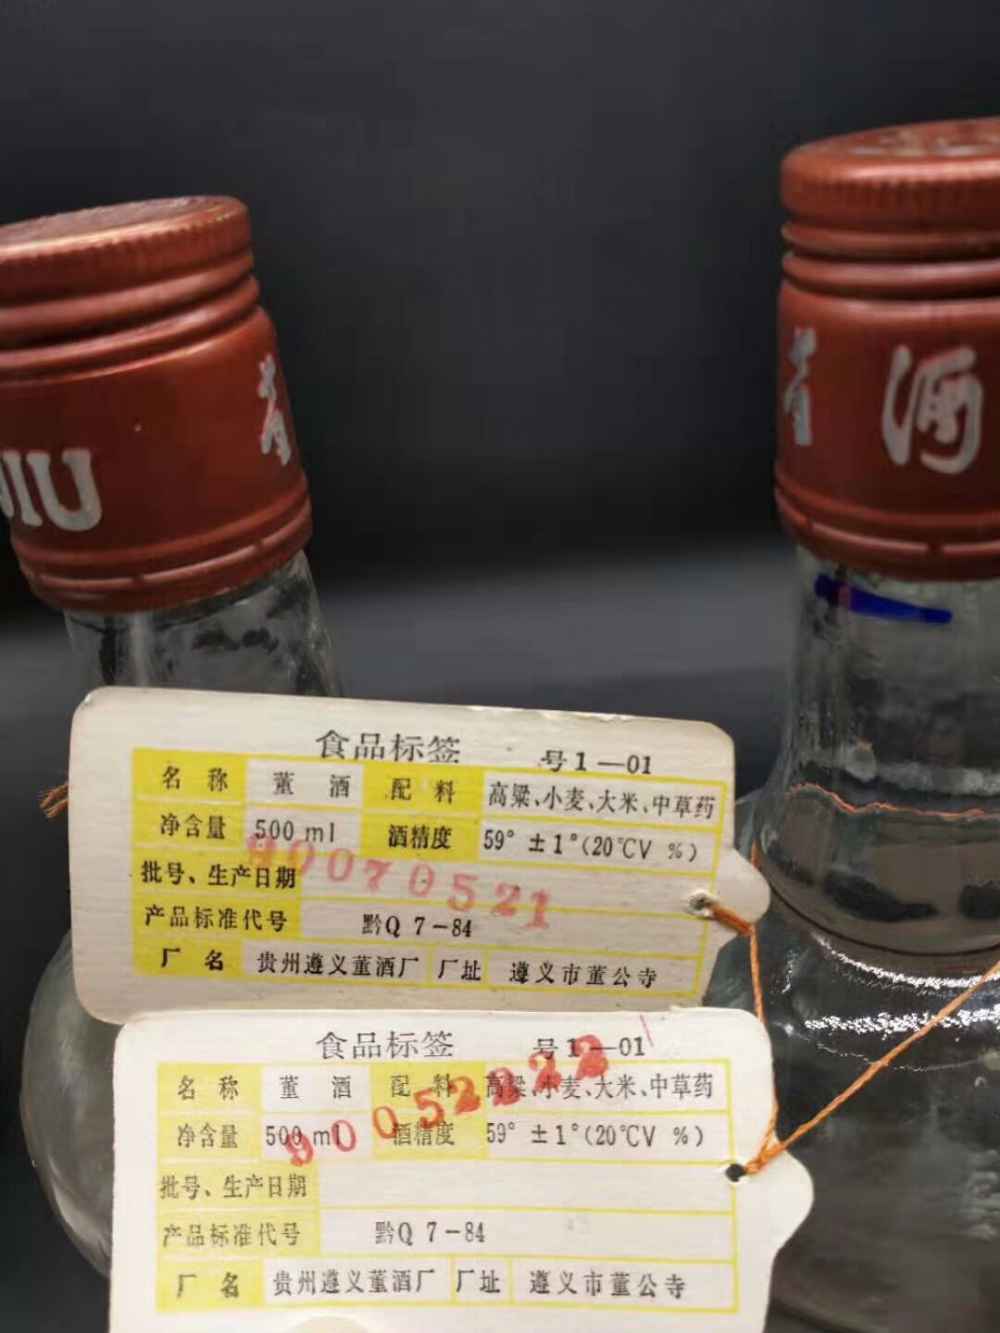 董
IU
董 酒
食品标签 号1—01
名 称 董 酒 配 料 高粱、小麦、大米、中草药
净含量 500 ml 酒精度 59° ±1°(20℃V %)
批号、生产日期 90070521
产品标准代号 黔Q 7-84
厂 名 贵州遵义董酒厂 厂址 遵义市董公寺
食品标签 号1—01
名 称 董 酒 配 料 高粱、小麦、大米、中草药
净含量 500 ml 酒精度 59° ±1°(20℃V %)
批号、生产日期
产品标准代号 黔Q 7-84
厂 名 贵州遵义董酒厂 厂址 遵义市董公寺